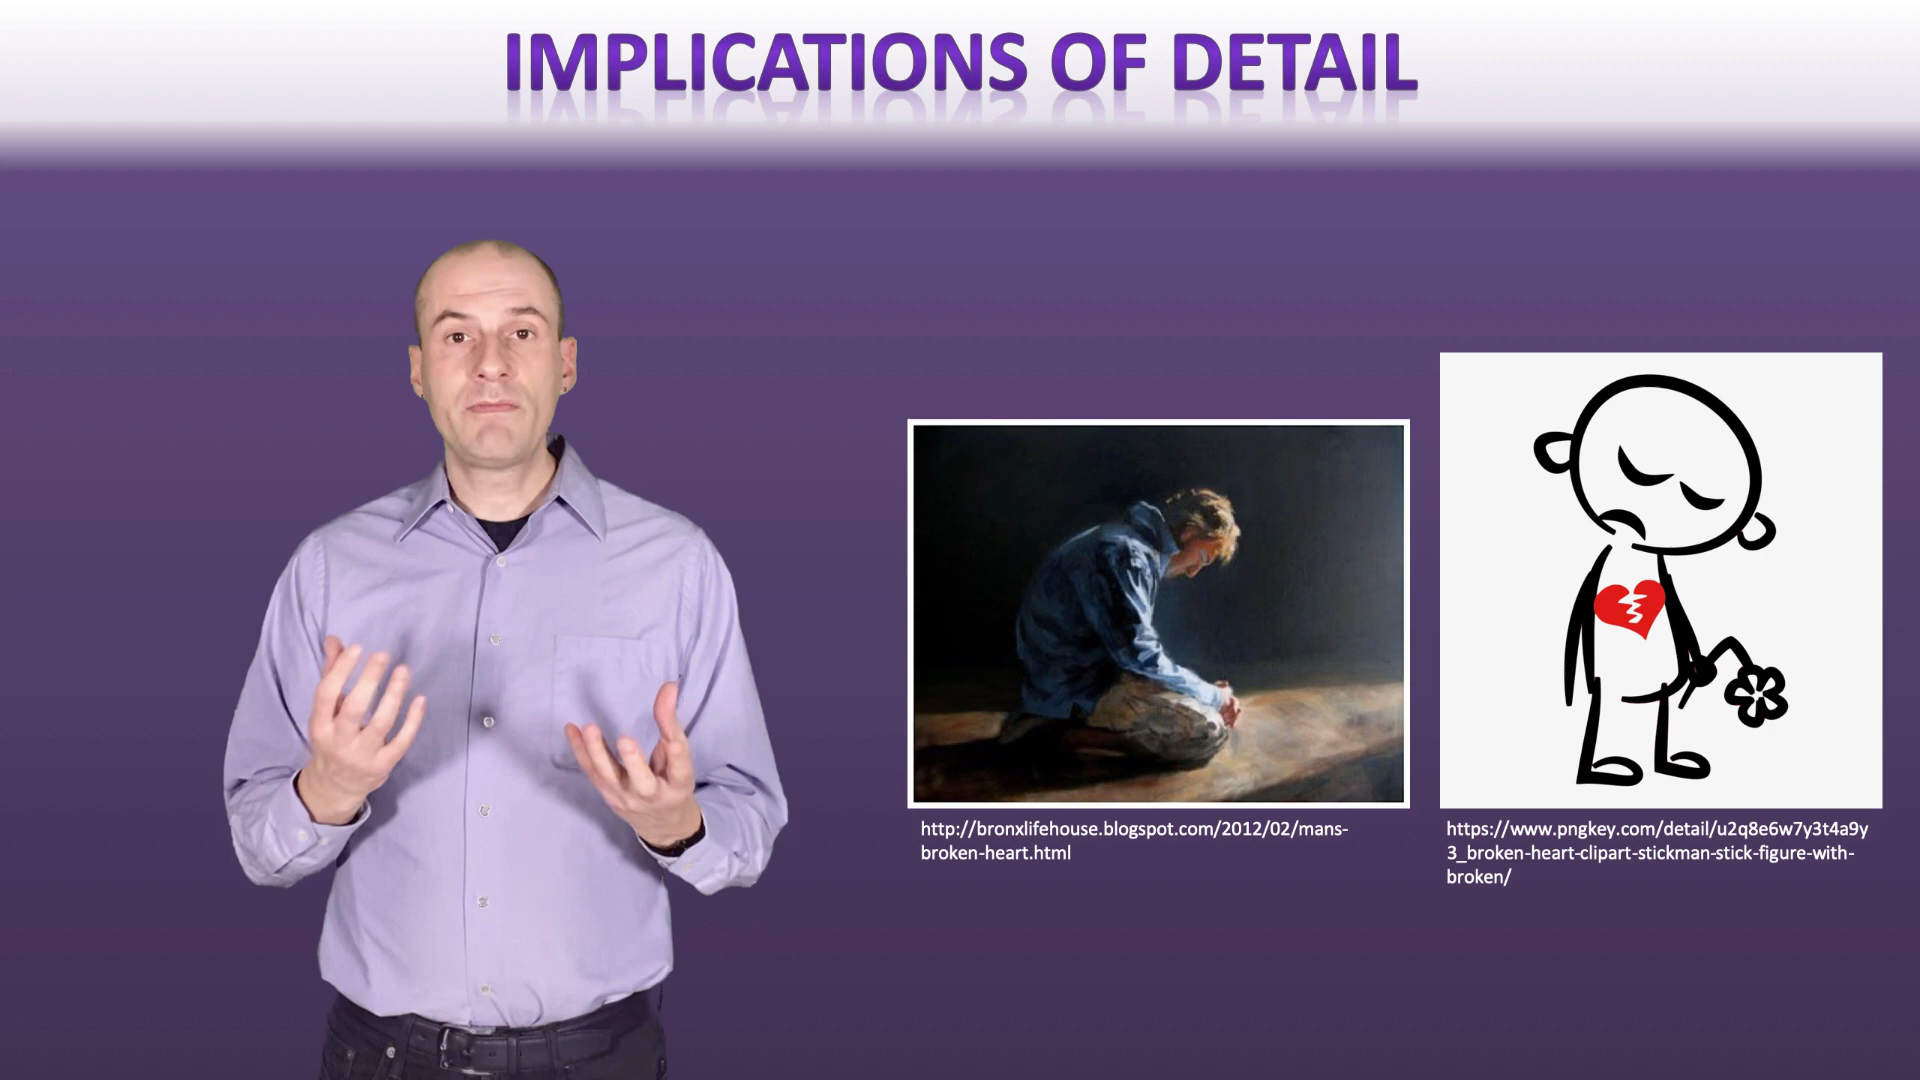 IMPLICATIONS OF DETAIL
http://bronxlifehouse.blogspot.com/2012/02/mans-
broken-heart.html
https://www.pngkey.com/detail/u2q8e6w7y3t4a9y
3_broken-heart-clipart-stickman-stick-figure-with-
broken/